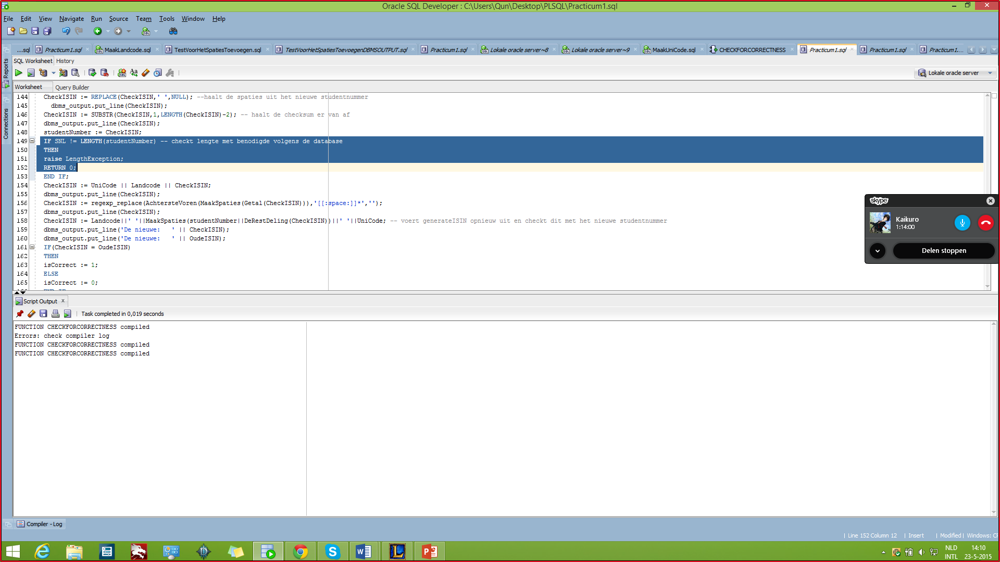 Oracle SQL Developer : C:\Users\Qun\Desktop\PLSQL\Practicum1.sql
File Edit View Navigate Run Source Team Tools Window Help
...sql Practicum1.sql MaakLandcode.sql TestVoorHetSpatiesToevoegen.sql TestVoorHetSpatiesToevoegenDBMSOUTPUT.sql Practicum1.sql Lokale oracle server~8 Lokale oracle server~9 MaakUniCode.sql CHECKFORCORRECTNESS Practicum1.sql Practicum1.sql Practicum1....
Reports
Connections
SQL Worksheet History
Lokale oracle server
Worksheet Query Builder
144 CheckISIN := REPLACE(CheckISIN,' ',NULL); --haalt de spaties uit het nieuwe studentnummer
145 dbms_output.put_line(CheckISIN);
146 CheckISIN := SUBSTR(CheckISIN,1,LENGTH(CheckISIN)-2); -- haalt de checksum er van af
147 dbms_output.put_line(CheckISIN);
148 studentNumber := CheckISIN;
149 IF SNL != LENGTH(studentNumber) -- checkt lengte met benodigde volgens de database
150 THEN
151 raise LengthException;
152 RETURN 0;
153 END IF;
154 CheckISIN := UniCode || Landcode || CheckISIN;
155 dbms_output.put_line(CheckISIN);
156 CheckISIN := regexp_replace(AchtersteVoren(MaakSpaties(Getal(CheckISIN))),'[[:space:]]*','');
157 dbms_output.put_line(CheckISIN);
158 CheckISIN := Landcode||' '||MaakSpaties(studentNumber||DeRestDeling(CheckISIN))||' '||UniCode; -- voert generateISIN opnieuw uit en checkt dit met het nieuwe studentnummer
159 dbms_output.put_line('De nieuwe:   ' || CheckISIN);
160 dbms_output.put_line('De nieuwe:   ' || OudeISIN);
161 IF(CheckISIN = OudeISIN)
162 THEN
163 isCorrect := 1;
164 ELSE
165 isCorrect := 0;
skype
Kaikuro
1:14:00
Delen stoppen
Script Output
Task completed in 0,019 seconds
FUNCTION CHECKFORCORRECTNESS compiled
Errors: check compiler log
FUNCTION CHECKFORCORRECTNESS compiled
FUNCTION CHECKFORCORRECTNESS compiled
Compiler - Log
Line 152 Column 12 | Insert | Modified | Windows:
NLD 14:10
INTL 23-5-2015